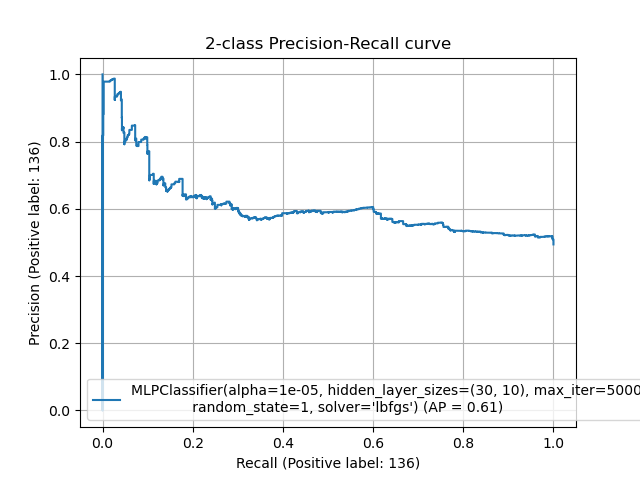 2-class Precision-Recall curve
1.0
0.8
0.6
0.4
0.2
0.0
Precision (Positive label: 136)
MLPClassifier(alpha=1e-05, hidden_layer_sizes=(30, 10), max_iter=5000
random_state=1, solver='lbfgs') (AP = 0.61)
0.0 0.2 0.4 0.6 0.8 1.0
Recall (Positive label: 136)